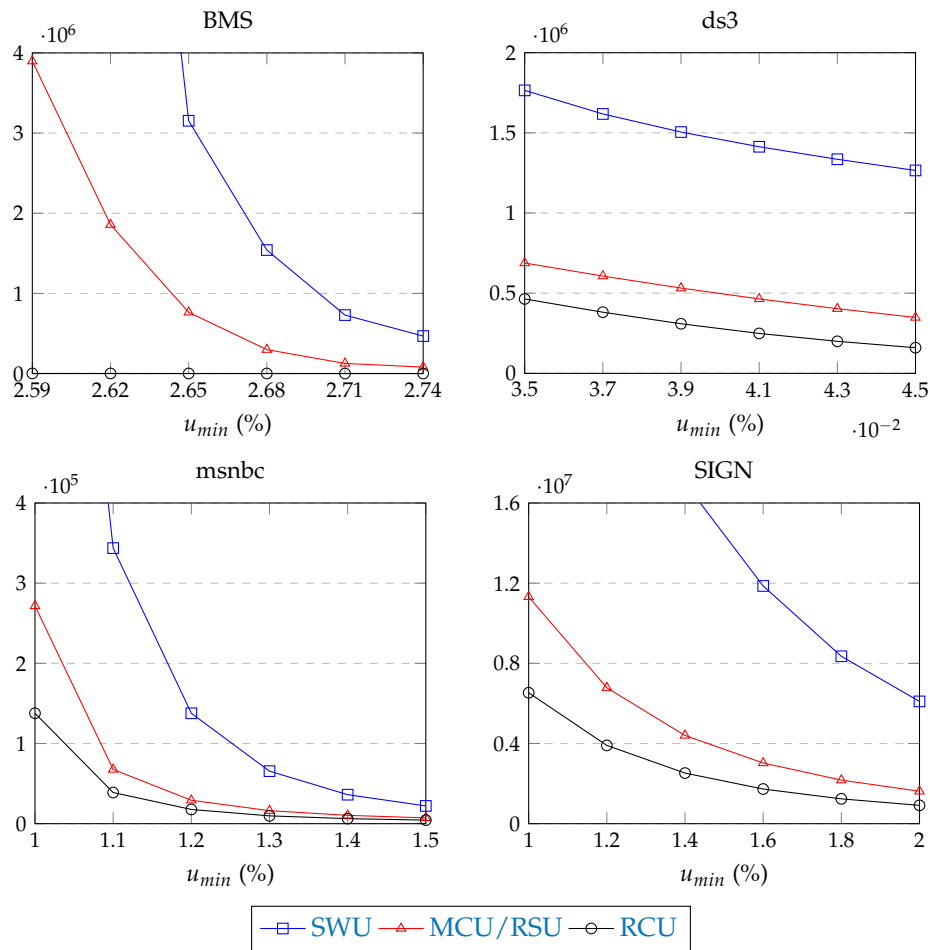 BMS
·10^6
4
3
2
1
0
2.59 2.62 2.65 2.68 2.71 2.74
u_min (%)
ds3
·10^6
2
1.5
1
0.5
0
3.5 3.7 3.9 4.1 4.3 4.5
u_min (%)
·10^−2
msnbc
·10^5
4
3
2
1
0
1 1.1 1.2 1.3 1.4 1.5
u_min (%)
SIGN
·10^7
1.6
1.2
0.8
0.4
0
1 1.2 1.4 1.6 1.8 2
u_min (%)
SWU MCU/RSU RCU